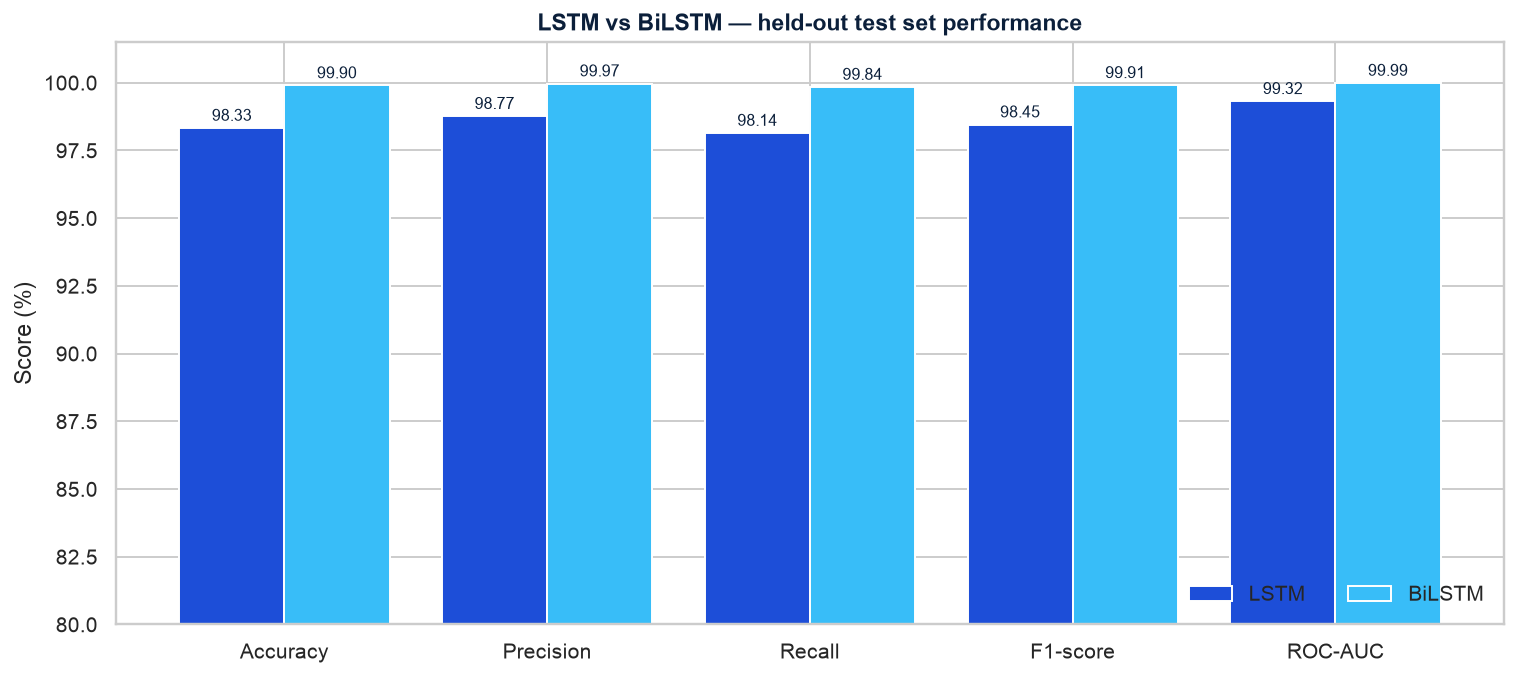 LSTM vs BiLSTM — held-out test set performance
Score (%)
100.0
97.5
95.0
92.5
90.0
87.5
85.0
82.5
80.0
98.33
99.90
98.77
99.97
98.14
99.84
98.45
99.91
99.32
99.99
LSTM
BiLSTM
Accuracy
Precision
Recall
F1-score
ROC-AUC